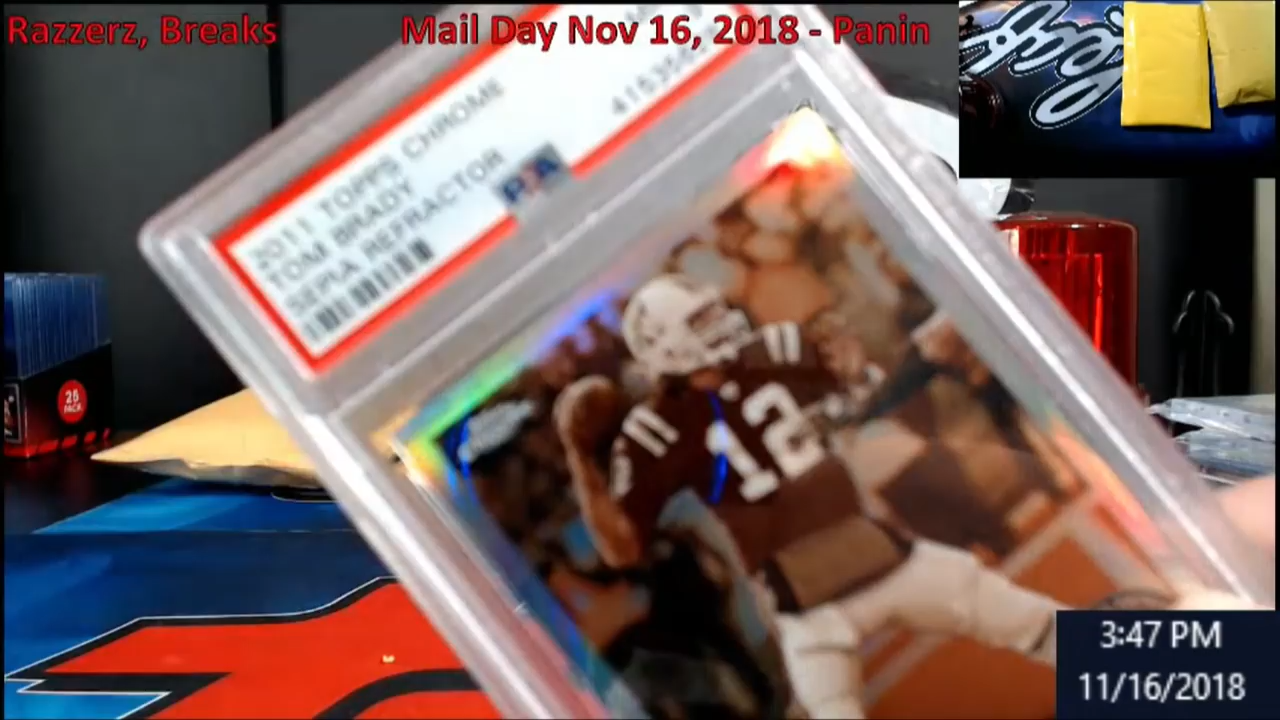 Razzerz, Breaks
Mail Day Nov 16, 2018 - Panin
2011 TOPPS CHROME
TOM BRADY
SEPIA REFRACTOR
PSA
12
25
PACK
3:47 PM
11/16/2018